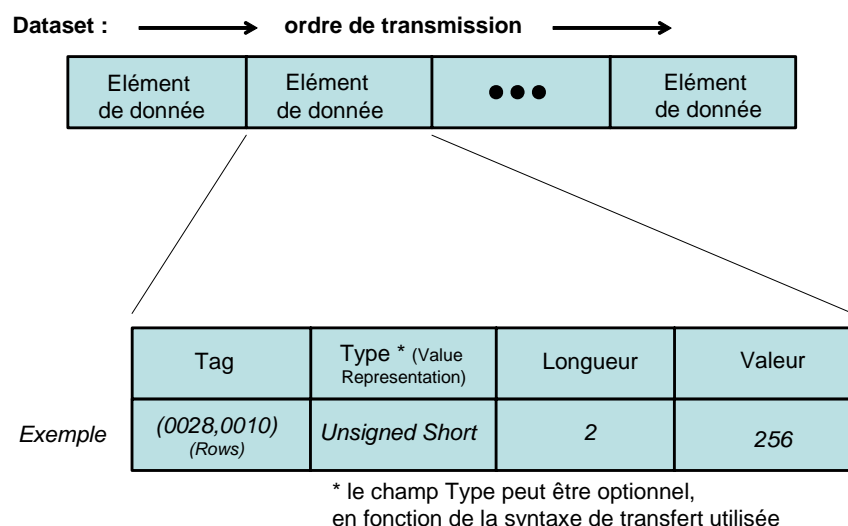 Dataset : ordre de transmission
Elément Elément Elément
de donnée de donnée ●●● de donnée
Tag Type * (Value Longueur Valeur
Representation)
Exemple (0028,0010) Unsigned Short 2 256
(Rows)
* le champ Type peut être optionnel,
en fonction de la syntaxe de transfert utilisée